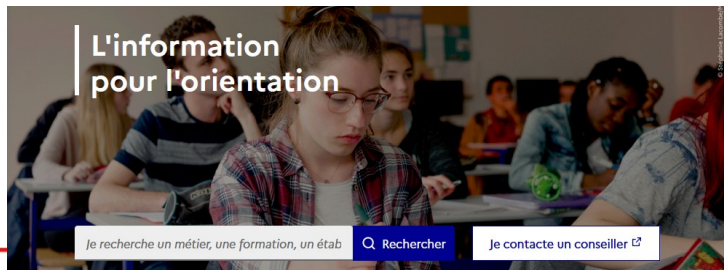 L'information
pour l'orientation
Je recherche un métier, une formation, un étab
Rechercher
Je contacte un conseiller